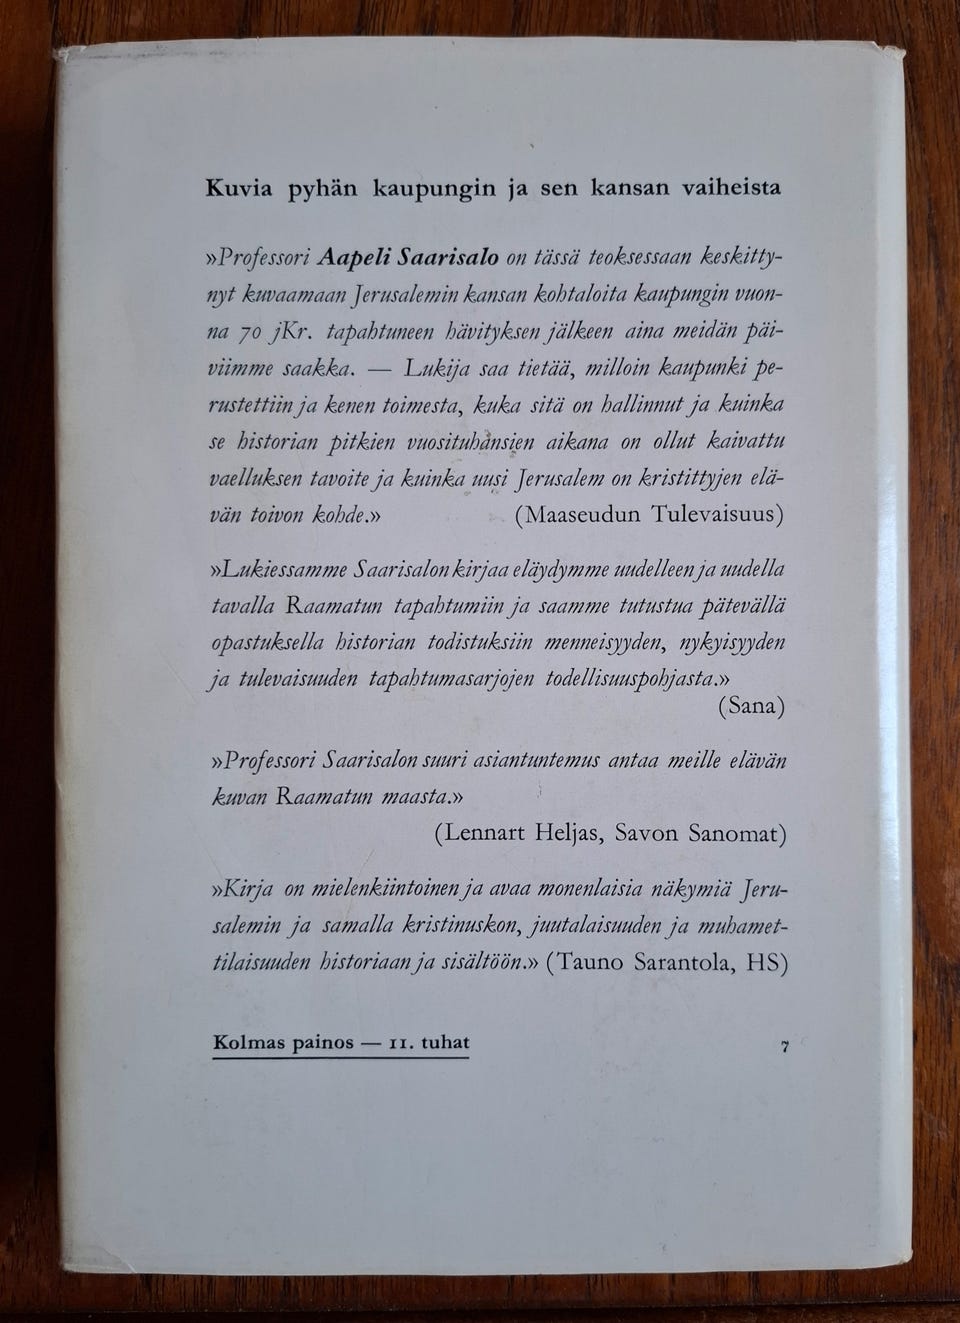 Kuvia pyhän kaupungin ja sen kansan vaiheista
»Professori Aapeli Saarisalo on tässä teoksessaan keskitty-
nyt kuvaamaan Jerusalemin kansan kohtaloita kaupungin vuon-
na 70 jKr. tapahtuneen hävityksen jälkeen aina meidän päi-
viimme saakka. — Lukija saa tietää, milloin kaupunki pe-
rustettiin ja kenen toimesta, kuka sitä on hallinnut ja kuinka
se historian pitkien vuosituhansien aikana on ollut kaivattu
vaelluksen tavoite ja kuinka uusi Jerusalem on kristittyjen elä-
vän toivon kohde.» (Maaseudun Tulevaisuus)
»Lukiessamme Saarisalon kirjaa eläydymme uudelleen ja uudella
tavalla Raamatun tapahtumiin ja saamme tutustua pätevällä
opastuksella historian todistuksiin menneisyyden, nykyisyyden
ja tulevaisuuden tapahtumasarjojen todellisuuspohjasta.»
(Sana)
»Professori Saarisalon suuri asiantuntemus antaa meille elävän
kuvan Raamatun maasta.»
(Lennart Heljas, Savon Sanomat)
»Kirja on mielenkiintoinen ja avaa monenlaisia näkymiä Jeru-
salemin ja samalla kristinuskon, juutalaisuuden ja muhamet-
tilaisuuden historiaan ja sisältöön.» (Tauno Sarantola, HS)
Kolmas painos — 11. tuhat 7